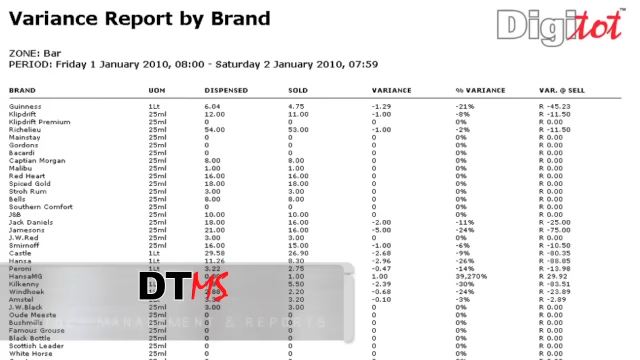 Variance Report by Brand
Digitot™
ZONE: Bar
PERIOD: Friday 1 January 2010, 08:00 - Saturday 2 January 2010, 07:59
BRAND UOM DISPENSED SOLD VARIANCE % VARIANCE VAR. @ SELL
Guinness 1Lt 6.04 4.75 -1.29 -21% R -45.23
Klipdrift 25ml 12.00 11.00 -1.00 -8% R -11.50
Klipdrift Premium 25ml 0 0 0 0% R 0.00
Richelieu 25ml 54.00 53.00 -1.00 -2% R -11.50
Mainstay 25ml 0 0 0 0% R 0.00
Gordons 25ml 0 0 0 0% R 0.00
Bacardi 25ml 0 0 0 0% R 0.00
Captian Morgan 25ml 8.00 8.00 0 0% R 0.00
Malibu 25ml 1.00 1.00 0 0% R 0.00
Red Heart 25ml 16.00 16.00 0 0% R 0.00
Spiced Gold 25ml 18.00 18.00 0 0% R 0.00
Stroh Rum 25ml 3.00 3.00 0 0% R 0.00
Bells 25ml 8.00 8.00 0 0% R 0.00
Southern Comfort 25ml 0 0 0 0% R 0.00
J&B 25ml 10.00 10.00 0 0% R 0.00
Jack Daniels 25ml 18.00 16.00 -2.00 -11% R -25.00
Jamesons 25ml 21.00 16.00 -5.00 -24% R -75.00
J.W.Red 25ml 3.00 3.00 0 0% R 0.00
Smirnoff 25ml 16.00 15.00 -1.00 -6% R -10.50
Castle 1Lt 29.58 26.90 -2.68 -9% R -80.35
Hansa 1Lt 11.26 8.30 -2.96 -26% R -88.85
Peroni 1Lt 3.22 2.75 -0.47 -14% R -13.98
HansaMG 1.00 1.00 39,270% R 29.92
Kilkenny 5.50 -2.39 -30% R -83.51
Windhoek 2.20 -0.68 -24% R -23.89
Amstel 3.20 -0.10 -3% R -2.89
J.W.Black 25ml 3.00 3.00 0 0% R 0.00
Oude Meeste 25ml 0 0 0 0% R 0.00
Bushmills 25ml 0 0 0 0% R 0.00
Famous Grouse 25ml 0 0 0 0% R 0.00
Black Bottle 25ml 0 0 0 0% R 0.00
Scottish Leader 25ml 0 0 0 0% R 0.00
White Horse 25ml 0 0 0 0% R 0.00
DTMS
MANAGEMENT & REPORTS